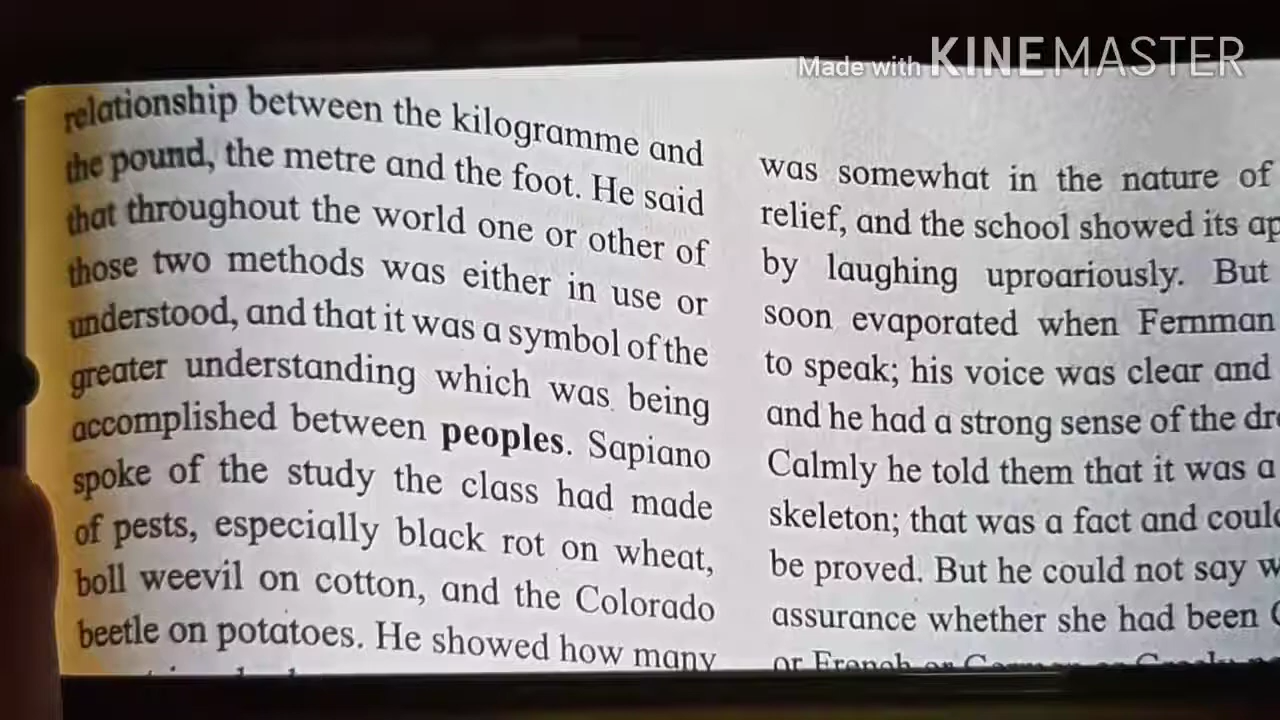 Made with KINEMASTER
relationship between the kilogramme and
the pound, the metre and the foot. He said
that throughout the world one or other of
those two methods was either in use or
understood, and that it was a symbol of the
greater understanding which was being
accomplished between peoples. Sapiano
spoke of the study the class had made
of pests, especially black rot on wheat,
boll weevil on cotton, and the Colorado
beetle on potatoes. He showed how many
was somewhat in the nature of
relief, and the school showed its
by laughing uproariously. But
soon evaporated when Fernman
to speak; his voice was clear and
and he had a strong sense of the
Calmly he told them that it was a
skeleton; that was a fact and
be proved. But he could not say
assurance whether she had been